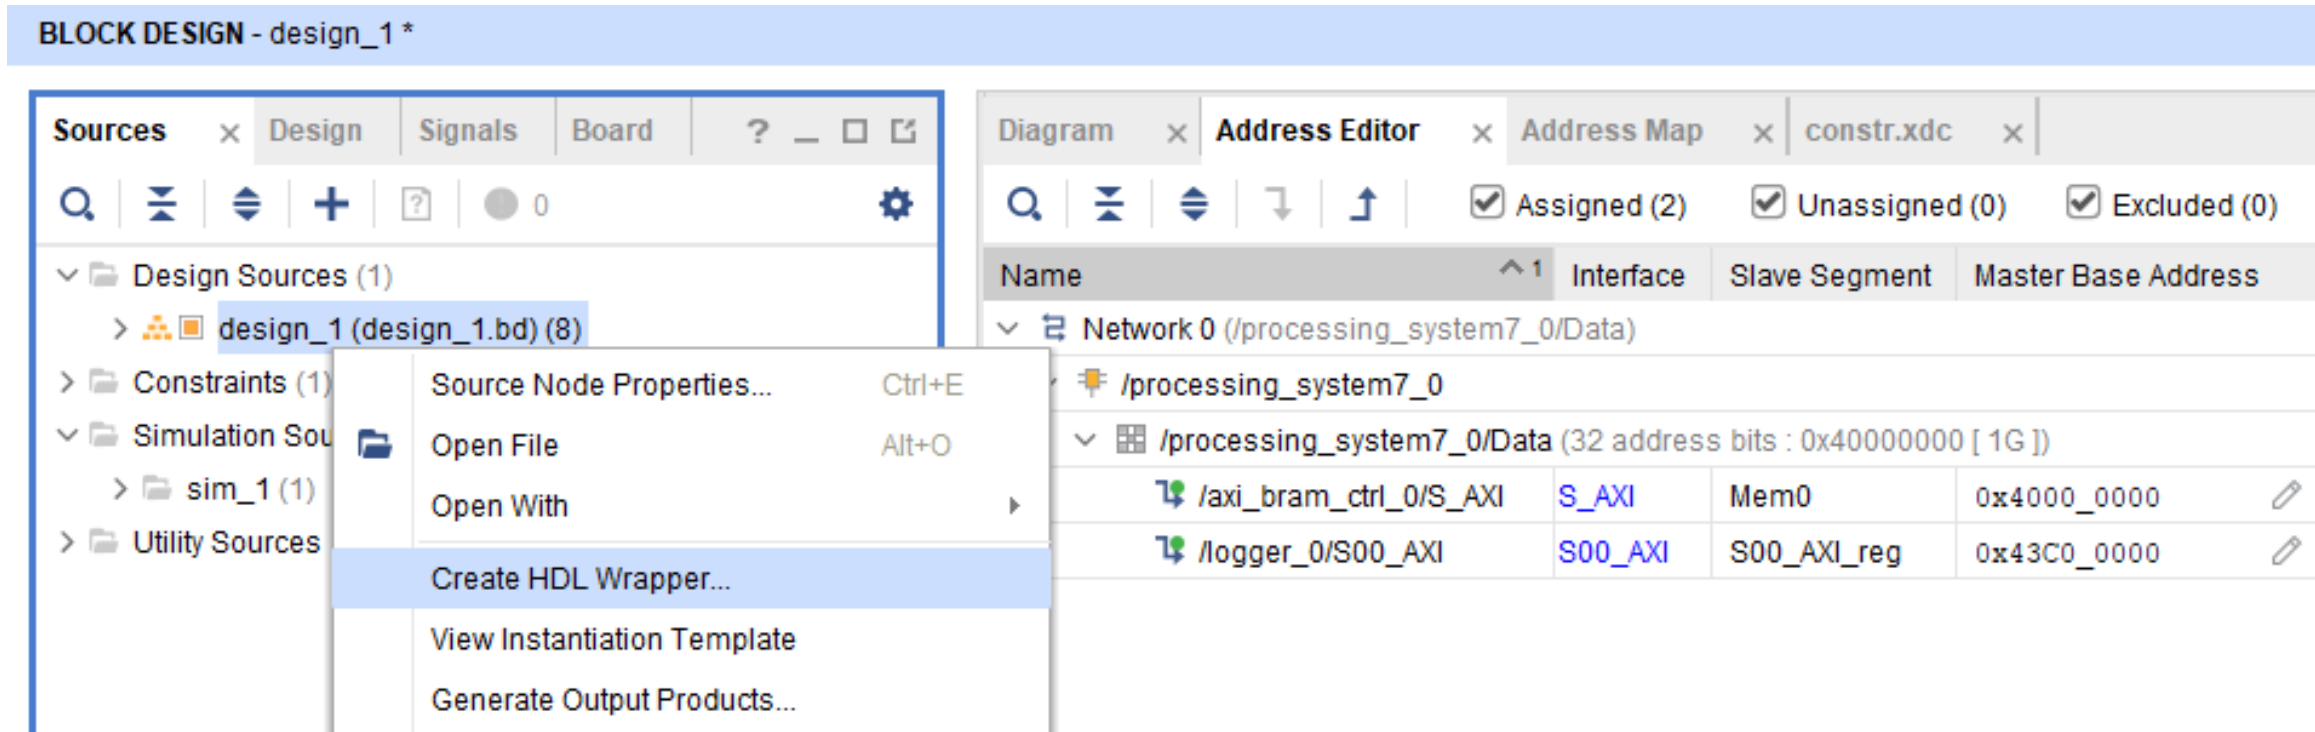 BLOCK DESIGN - design_1 *
Sources Design Signals Board ?
0
Design Sources (1)
design_1 (design_1.bd) (8)
Constraints (1)
Simulation Sou
sim_1 (1)
Utility Sources
Source Node Properties... Ctrl+E
Open File Alt+O
Open With
Create HDL Wrapper...
View Instantiation Template
Generate Output Products...
Diagram Address Editor Address Map constr.xdc
Assigned (2) Unassigned (0) Excluded (0)
Name 1 Interface Slave Segment Master Base Address
Network 0 (/processing_system7_0/Data)
/processing_system7_0
/processing_system7_0/Data (32 address bits : 0x40000000 [ 1G ])
/axi_bram_ctrl_0/S_AXI S_AXI Mem0 0x4000_0000
/logger_0/S00_AXI S00_AXI S00_AXI_reg 0x43C0_0000